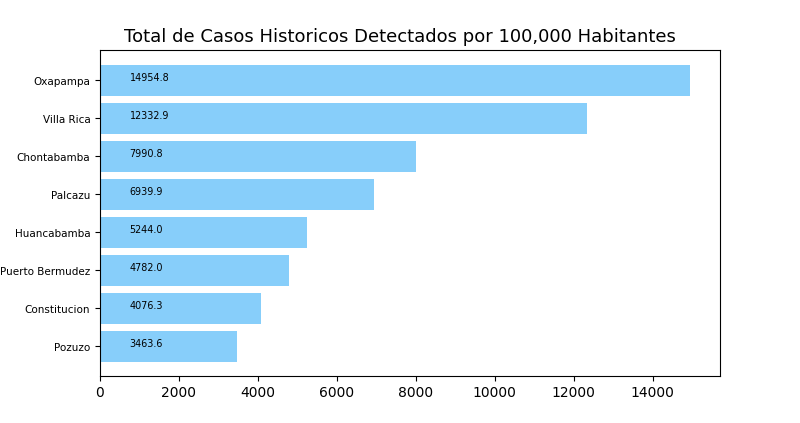 Total de Casos Historicos Detectados por 100,000 Habitantes
Oxapampa 14954.8
Villa Rica 12332.9
Chontabamba 7990.8
Palcazu 6939.9
Huancabamba 5244.0
Puerto Bermudez 4782.0
Constitucion 4076.3
Pozuzo 3463.6
0 2000 4000 6000 8000 10000 12000 14000